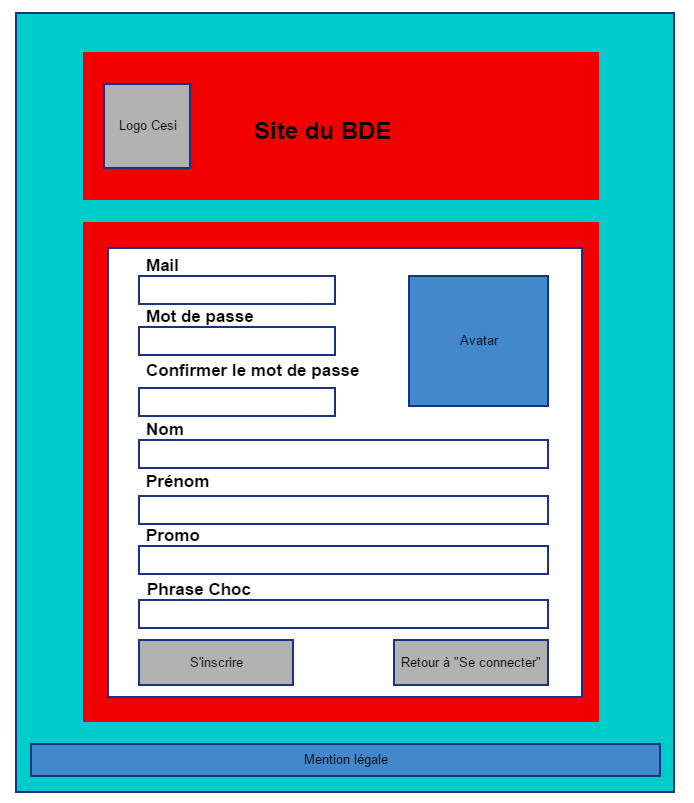 Logo Cesi
Site du BDE
Mail
Mot de passe
Avatar
Confirmer le mot de passe
Nom
Prénom
Promo
Phrase Choc
S'inscrire
Retour à "Se connecter"
Mention légale